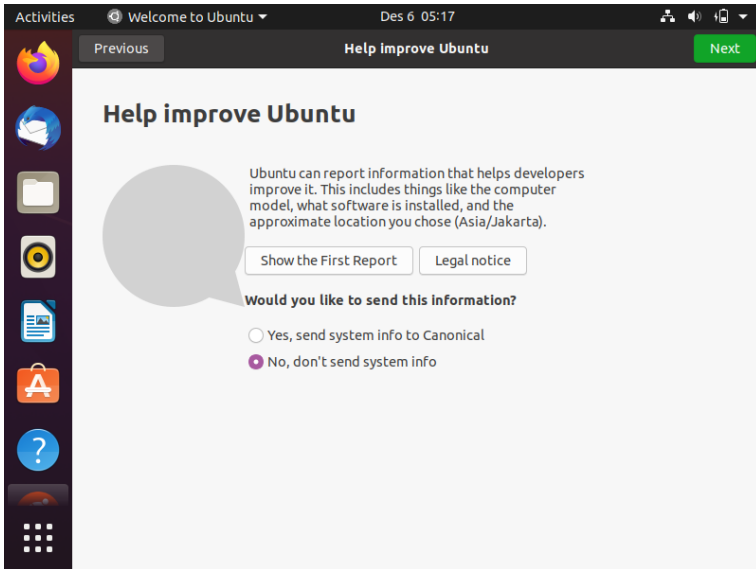 Activities Welcome to Ubuntu Des 6 05:17
Previous Help improve Ubuntu Next
Help improve Ubuntu
Ubuntu can report information that helps developers
improve it. This includes things like the computer
model, what software is installed, and the
approximate location you chose (Asia/Jakarta).
Show the First Report Legal notice
Would you like to send this information?
Yes, send system info to Canonical
No, don't send system info